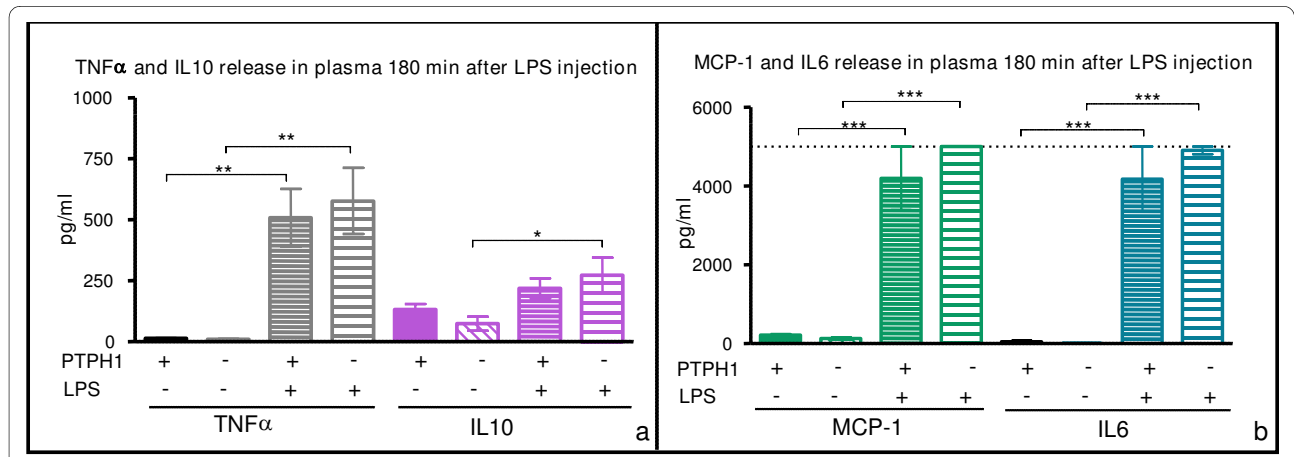 TNFα and IL10 release in plasma 180 min after LPS injection
1000
750
500
250
0
pg/ml
** ** *
PTPH1 + - + - + - + -
LPS - - + + - - + +
TNFα IL10
a
MCP-1 and IL6 release in plasma 180 min after LPS injection
6000
4000
2000
0
pg/ml
*** *** *** ***
PTPH1 + - + - + - + -
LPS - - + + - - + +
MCP-1 IL6
b